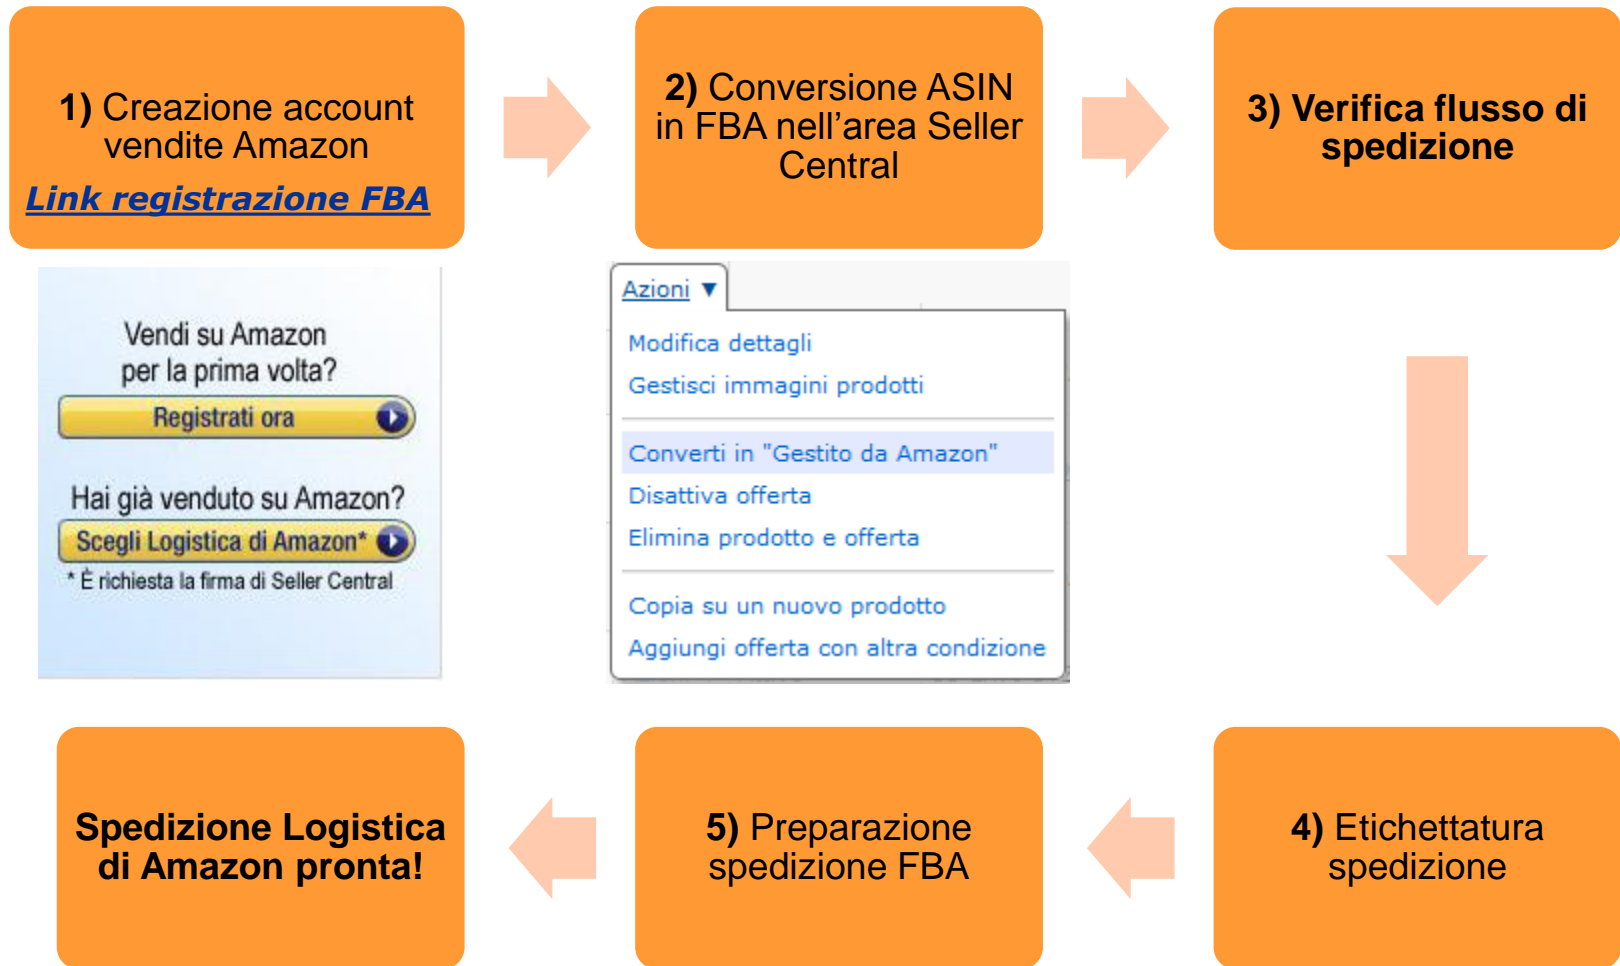 1) Creazione account
vendite Amazon
Link registrazione FBA
2) Conversione ASIN
in FBA nell’area Seller
Central
3) Verifica flusso di
spedizione
Vendi su Amazon
per la prima volta?
Registrati ora
Hai già venduto su Amazon?
Scegli Logistica di Amazon*
* È richiesta la firma di Seller Central
Azioni ▼
Modifica dettagli
Gestisci immagini prodotti
Converti in "Gestito da Amazon"
Disattiva offerta
Elimina prodotto e offerta
Copia su un nuovo prodotto
Aggiungi offerta con altra condizione
4) Etichettatura
spedizione
5) Preparazione
spedizione FBA
Spedizione Logistica
di Amazon pronta!